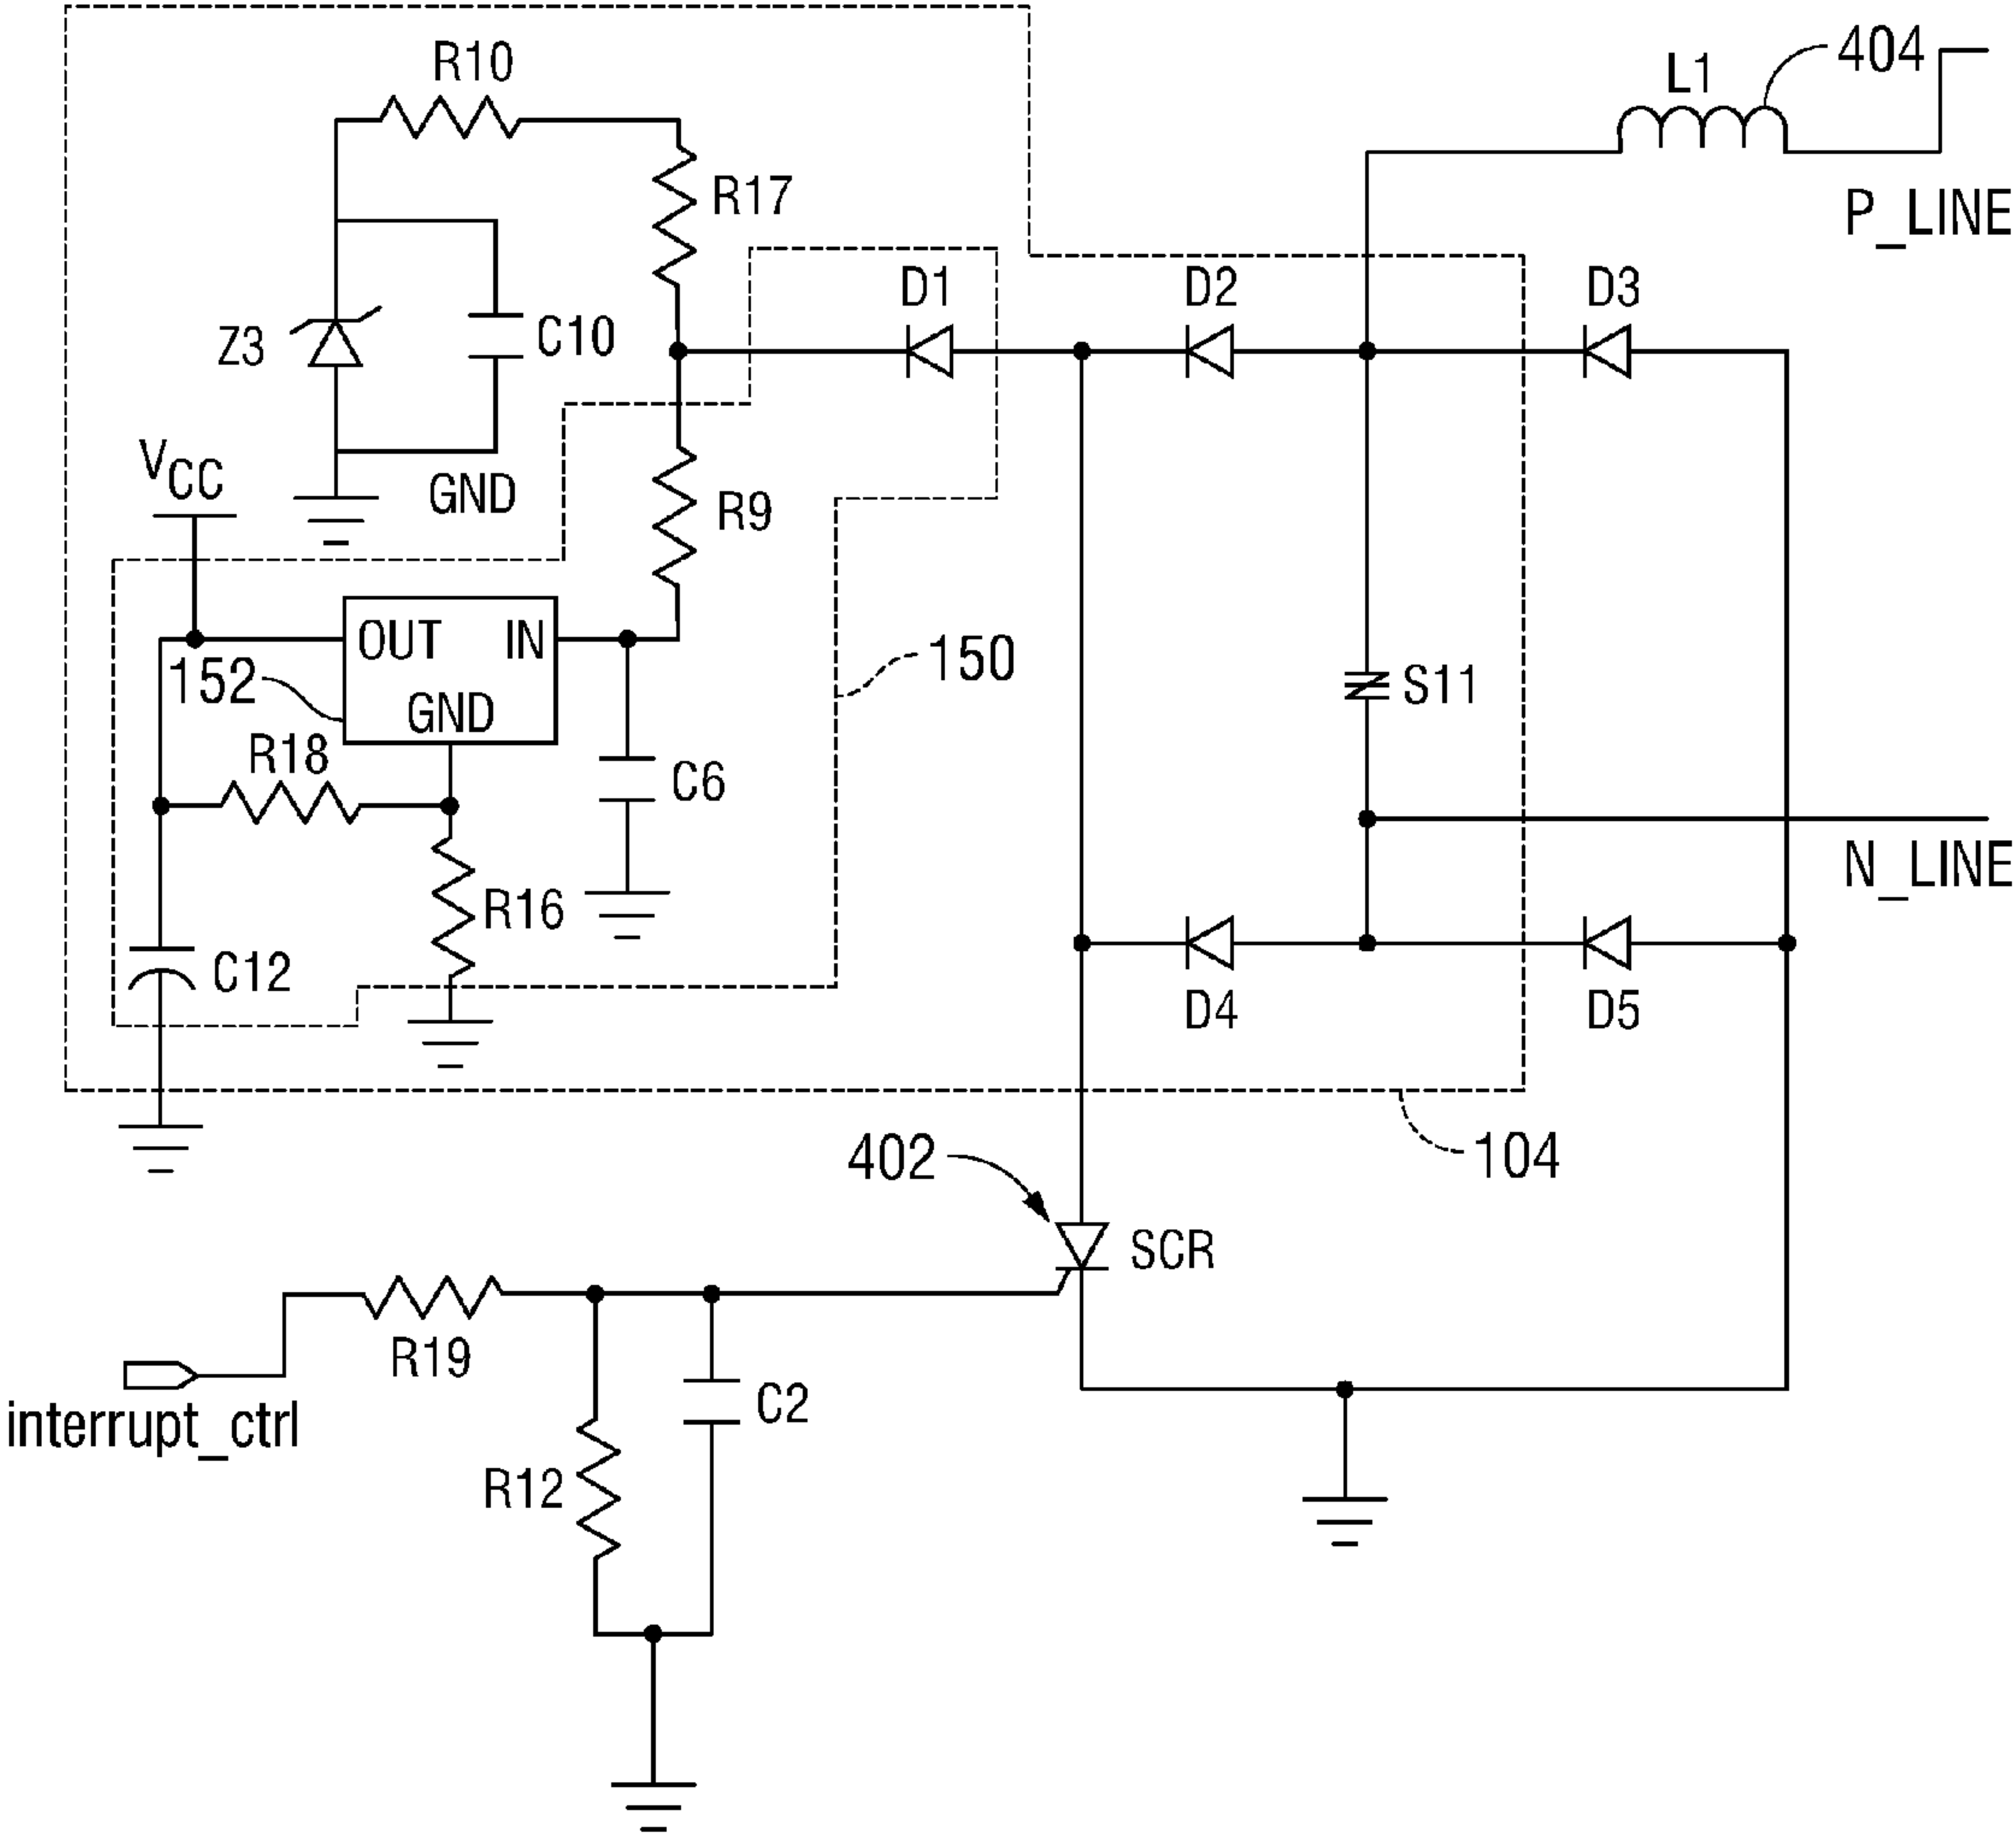 R10
L1
404
R17
P_LINE
D1
D2
D3
Z3
C10
VCC
GND
R9
OUT
IN
150
152
GND
S11
R18
C6
N_LINE
R16
C12
D4
D5
402
104
SCR
R19
C2
interrupt_ctrl
R12